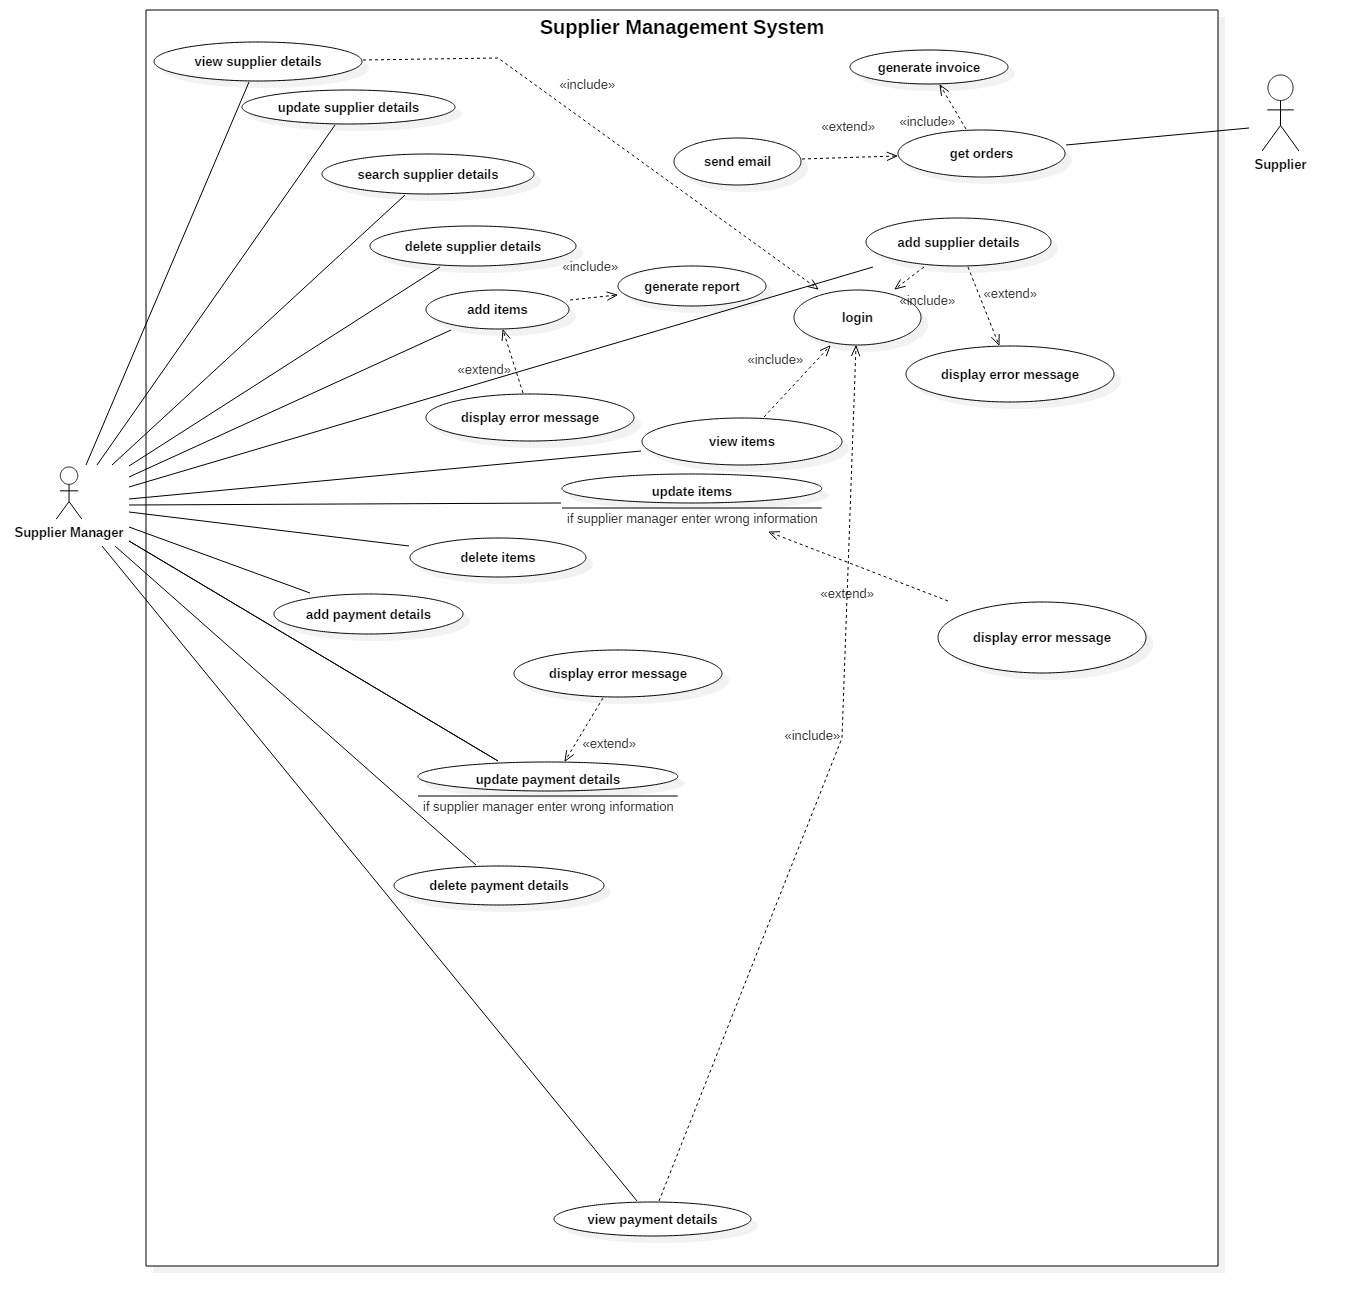 Supplier Management System
view supplier details
generate invoice
«include»
update supplier details
«extend»
«include»
send email
get orders
Supplier
search supplier details
delete supplier details
add supplier details
«include»
generate report
add items
«include»
«extend»
login
«include»
«extend»
display error message
display error message
view items
update items
if supplier manager enter wrong information
Supplier Manager
delete items
«extend»
add payment details
display error message
display error message
«include»
«extend»
update payment details
if supplier manager enter wrong information
delete payment details
view payment details